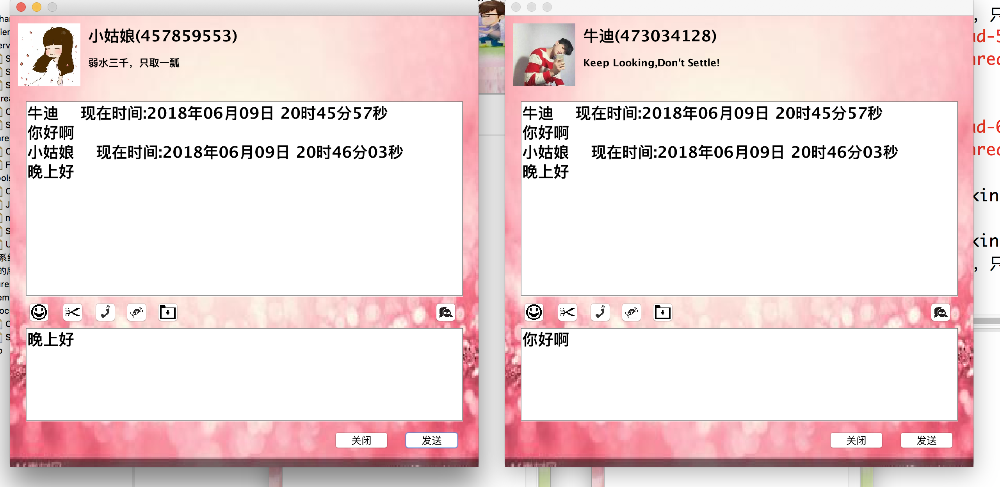 小姑娘(457859553)
弱水三千，只取一瓢
牛迪 现在时间:2018年06月09日 20时45分57秒
你好啊
小姑娘 现在时间:2018年06月09日 20时46分03秒
晚上好
晚上好
关闭 发送
牛迪(473034128)
Keep Looking,Don't Settle!
牛迪 现在时间:2018年06月09日 20时45分57秒
你好啊
小姑娘 现在时间:2018年06月09日 20时46分03秒
晚上好
你好啊
关闭 发送